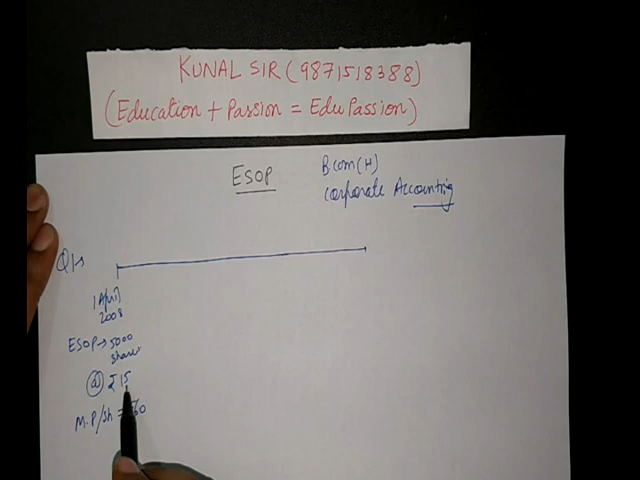 KUNAL SIR (9871518388)
(Education + Passion = EduPassion)
ESOP
B.com (H)
Corporate Accounting
Q1→
1 April
2008
ESOP → 5000
shares
@ ₹ 15
M.P/sh =